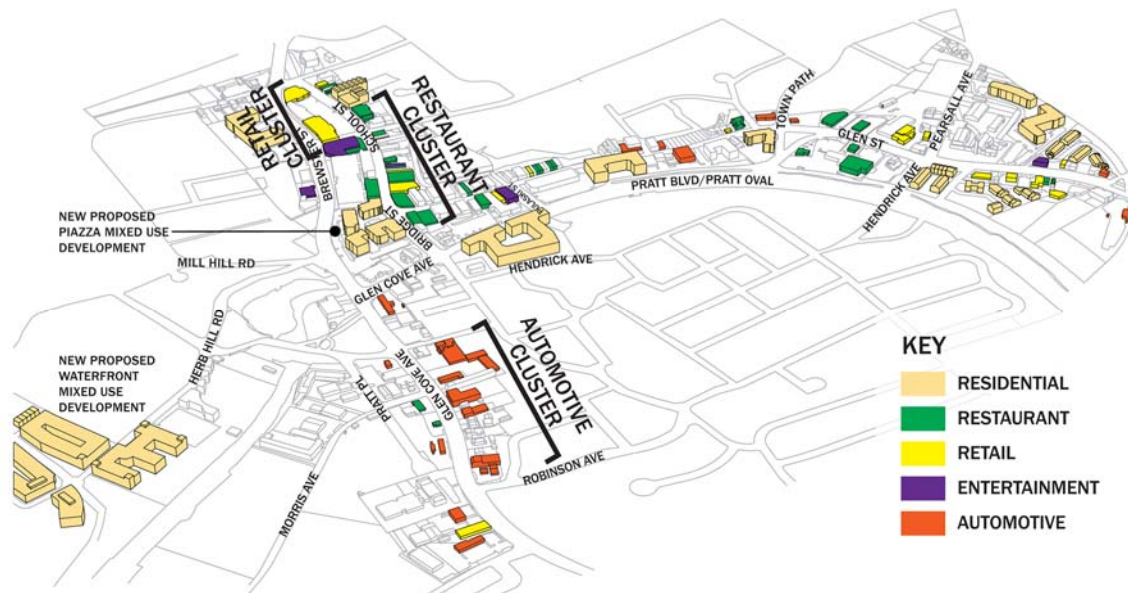 RETAIL
CLUSTER
BREWSTER S
SCHOOL ST
RESTAURANT
CLUSTER
TOWN PATH
PEARSALL AVE
GLEN ST
PRATT BLVD/PRATT OVAL
HENDRICK AVE
BRIDGE ST
NEW PROPOSED
PIAZZA MIXED USE
DEVELOPMENT
MILL HILL RD
GLEN COVE AVE
HENDRICK AVE
HERB HILL RD
NEW PROPOSED
WATERFRONT
MIXED USE
DEVELOPMENT
PRATT PL
GLEN COVE AVE
AUTOMOTIVE
CLUSTER
MORRIS AVE
ROBINSON AVE
KEY
RESIDENTIAL
RESTAURANT
RETAIL
ENTERTAINMENT
AUTOMOTIVE